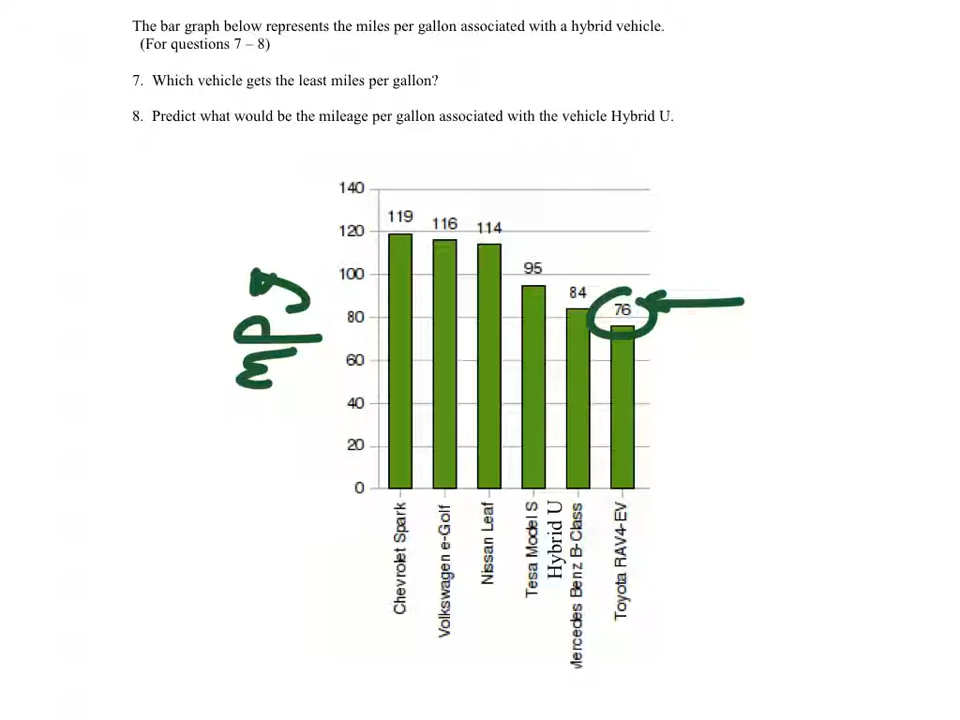 The bar graph below represents the miles per gallon associated with a hybrid vehicle.
(For questions 7 – 8)
7. Which vehicle gets the least miles per gallon?
8. Predict what would be the mileage per gallon associated with the vehicle Hybrid U.
mpg
140
120
100
80
60
40
20
0
119
116
114
95
84
76
Chevrolet Spark
Volkswagen e-Golf
Nissan Leaf
Tesa Model S
Hybrid U
Mercedes Benz B-Class
Toyota RAV4-EV